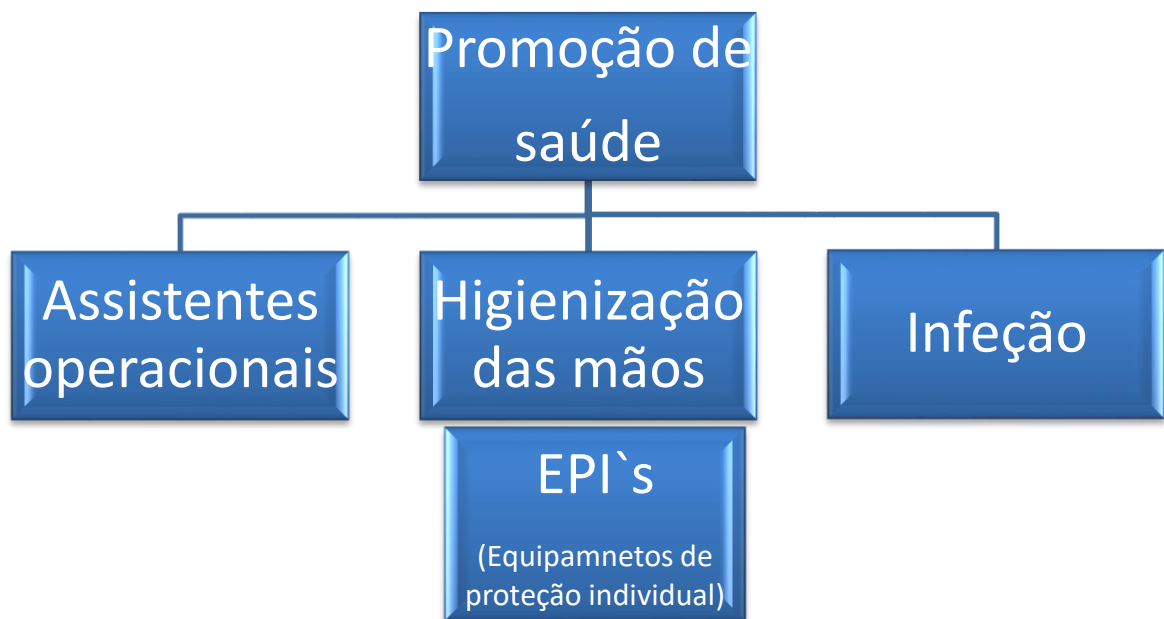 Promoção de
saúde
Assistentes
operacionais
Higienização
das mãos
Infeção
EPI`s
(Equipamnetos de
proteção individual)